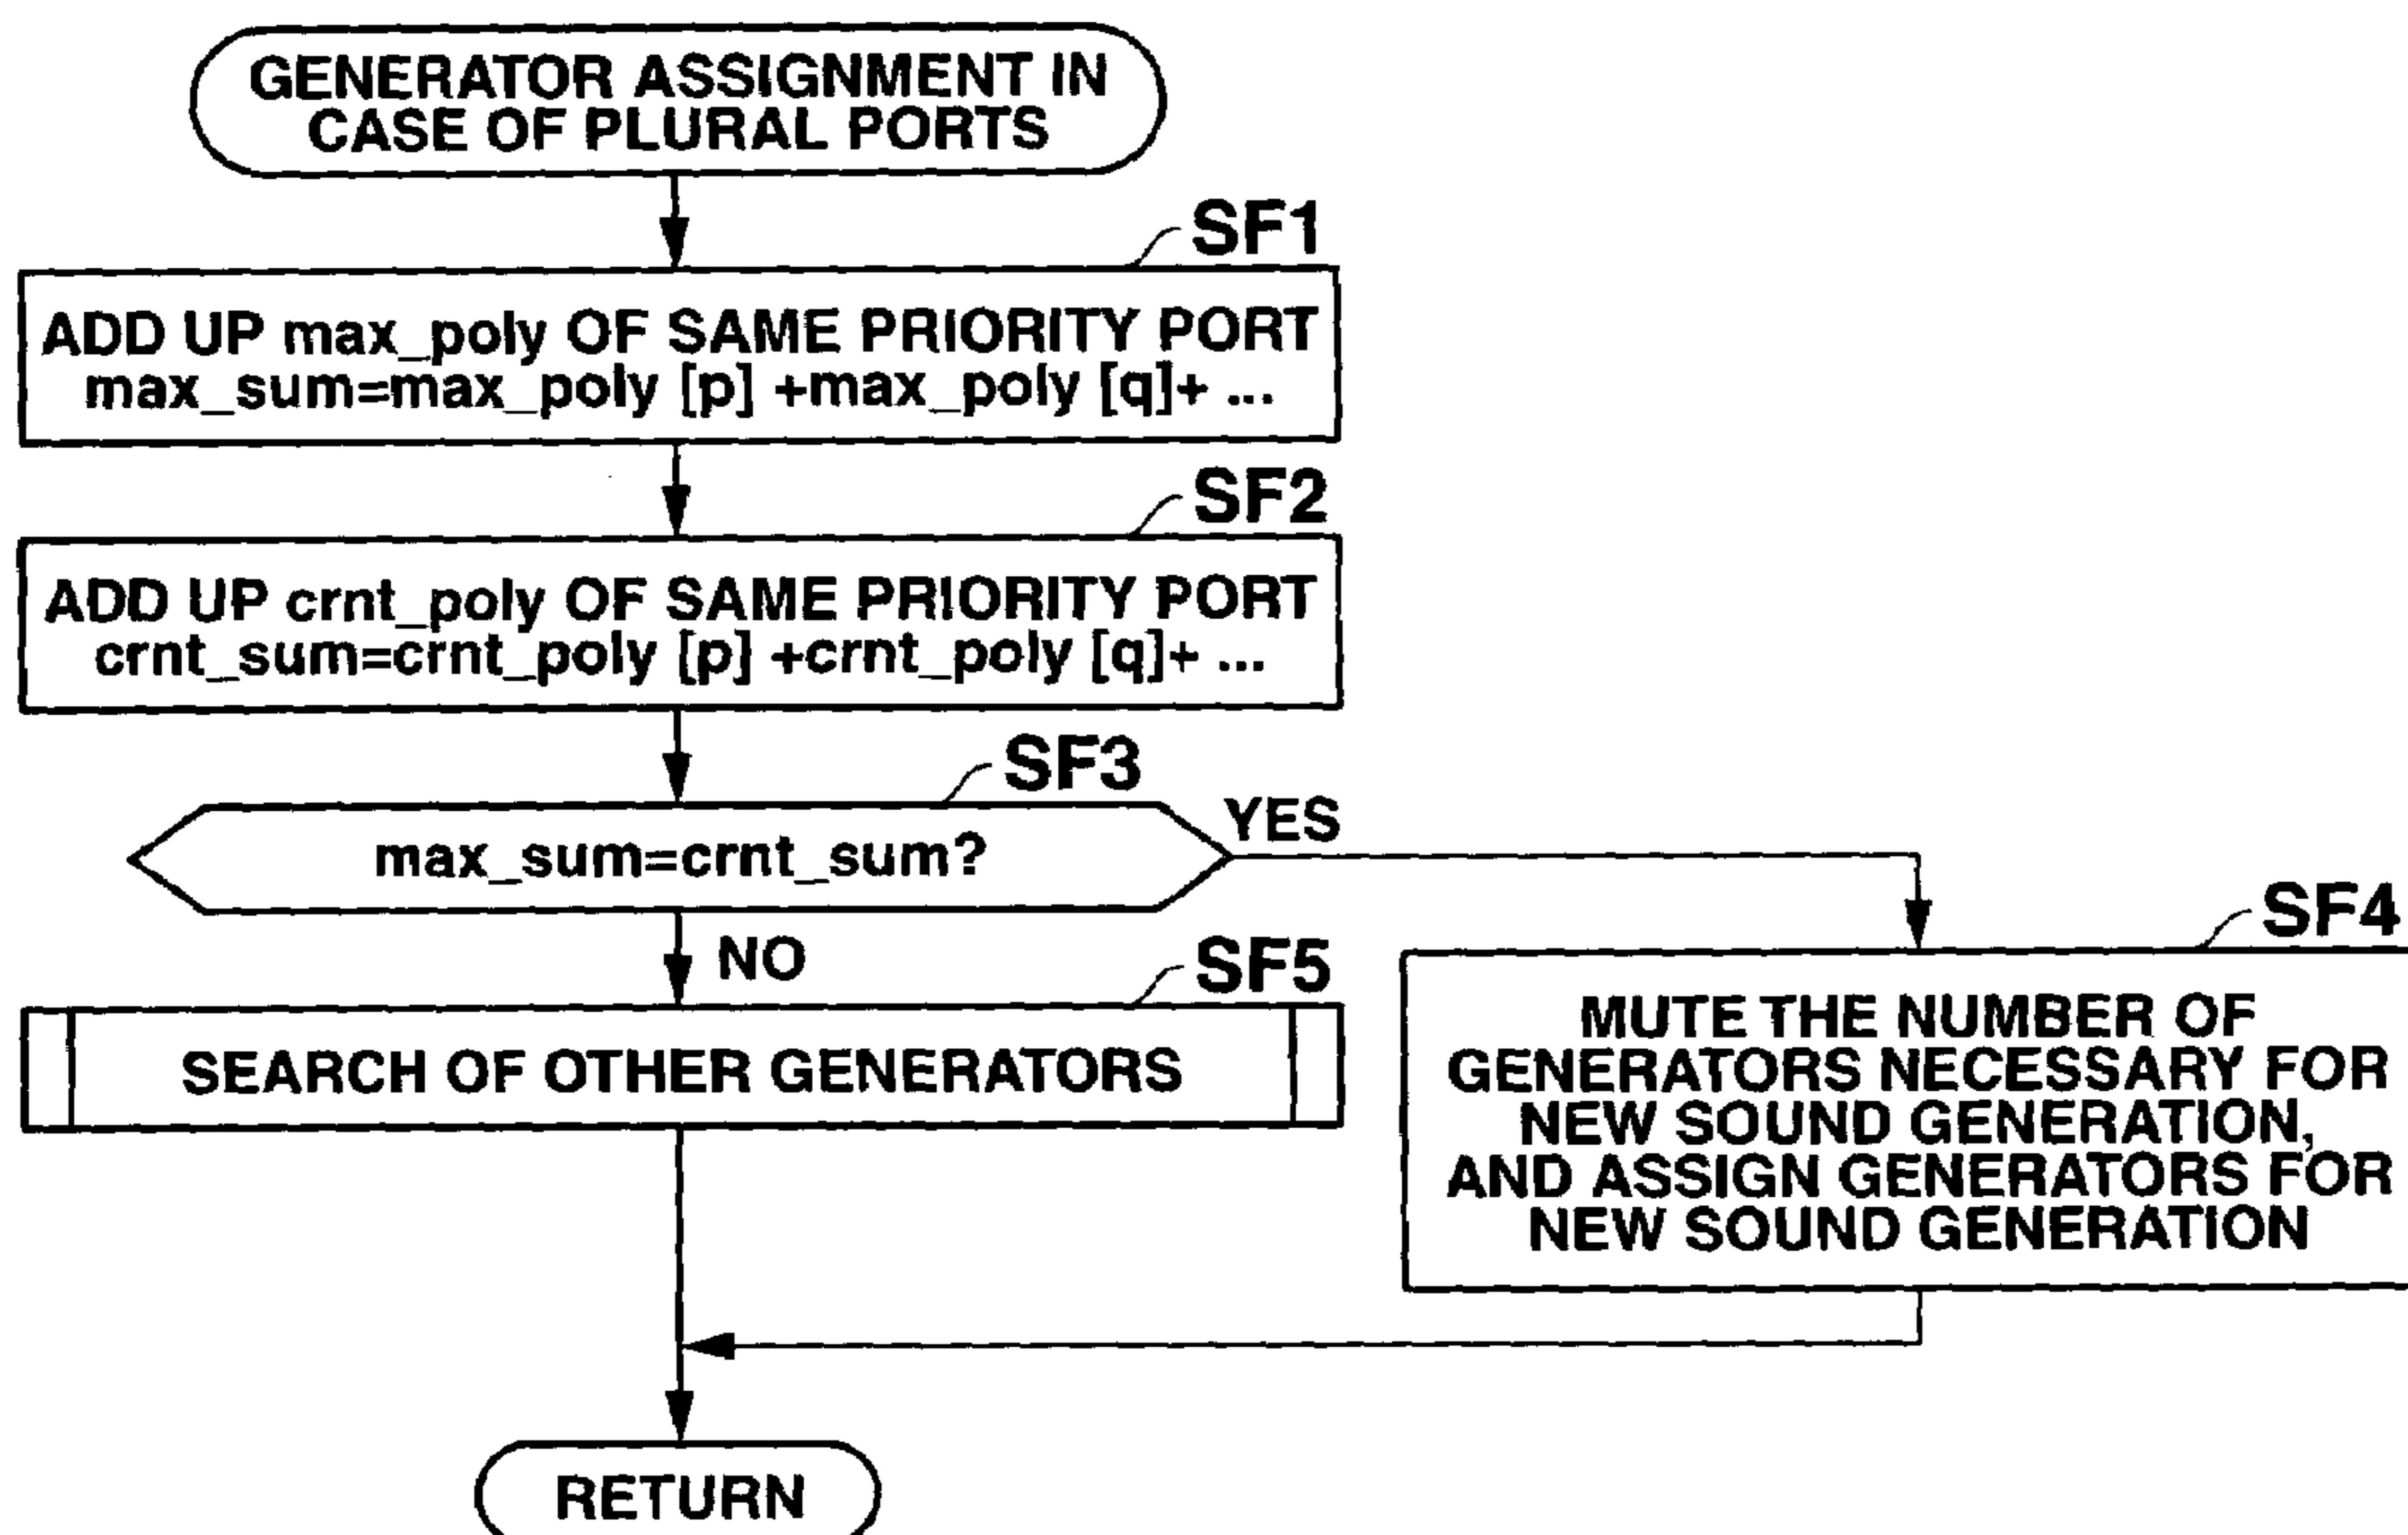 GENERATOR ASSIGNMENT IN
CASE OF PLURAL PORTS
SF1
ADD UP max_poly OF SAME PRIORITY PORT
max_sum=max_poly [p] +max_poly [q]+ ...
SF2
ADD UP crnt_poly OF SAME PRIORITY PORT
crnt_sum=crnt_poly [p] +crnt_poly [q]+ ...
SF3
max_sum=crnt_sum?
YES
NO
SF4
MUTE THE NUMBER OF
GENERATORS NECESSARY FOR
NEW SOUND GENERATION,
AND ASSIGN GENERATORS FOR
NEW SOUND GENERATION
SF5
SEARCH OF OTHER GENERATORS
RETURN